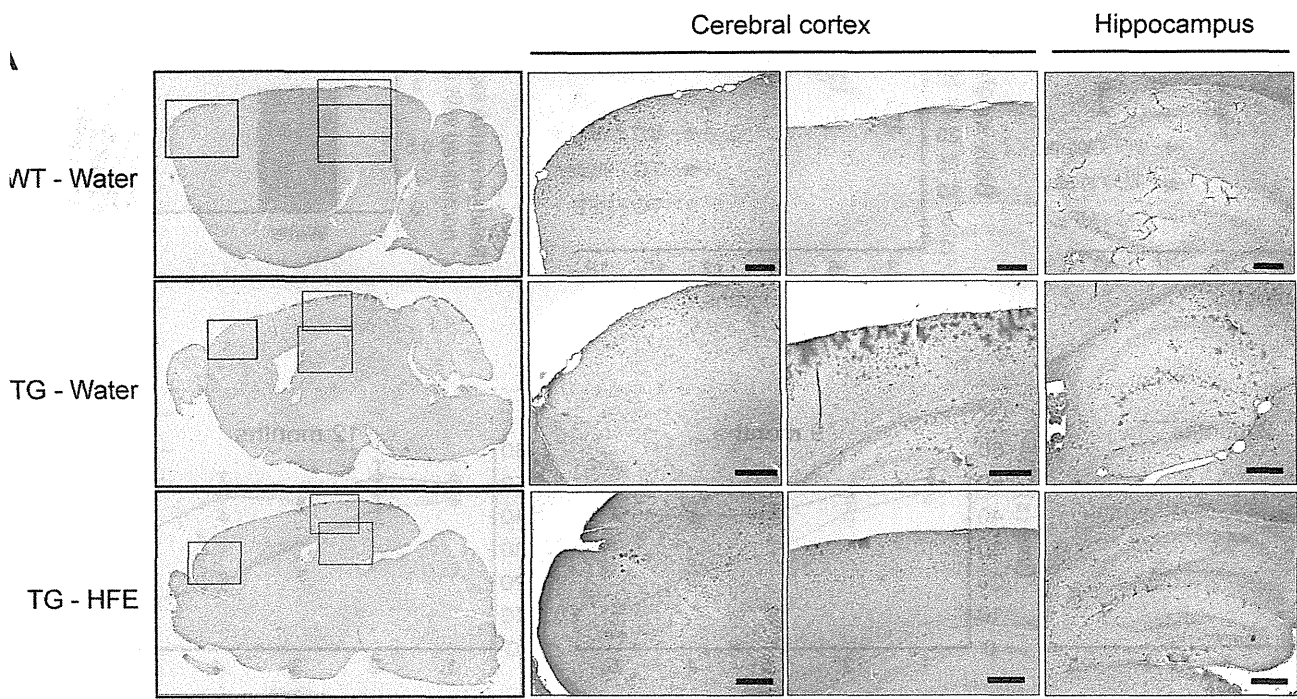 Cerebral cortex
Hippocampus
WT - Water
TG - Water
TG - HFE